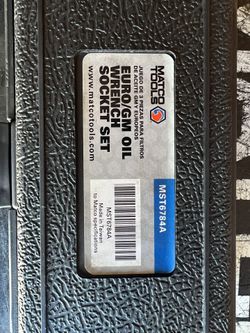 MATCO
TOOLS
JUEGO DE 3 PIEZAS PARA FILTROS
DE ACEITE GM Y EUROPEOS
EURO/GM OIL
WRENCH
SOCKET SET
www.matcotools.com
MST6784A
MST6784A
Made in Taiwan
to Matco specifications